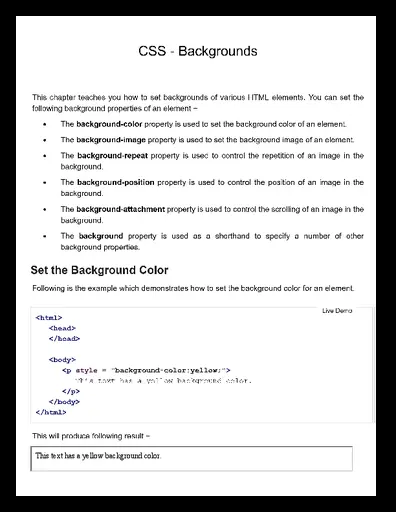 CSS - Backgrounds
This chapter teaches you how to set backgrounds of various HTML elements. You can set the
following background properties of an element −
• The background-color property is used to set the background color of an element.
• The background-image property is used to set the background image of an element.
• The background-repeat property is used to control the repetition of an image in the
background.
• The background-position property is used to control the position of an image in the
background.
• The background-attachment property is used to control the scrolling of an image in the
background.
• The background property is used as a shorthand to specify a number of other
background properties.
Set the Background Color
Following is the example which demonstrates how to set the background color for an element.
Live Demo
<html>
<head>
</head>
<body>
<p style = "background-color:yellow;">
This text has a yellow background color.
</p>
</body>
</html>
This will produce following result −
This text has a yellow background color.